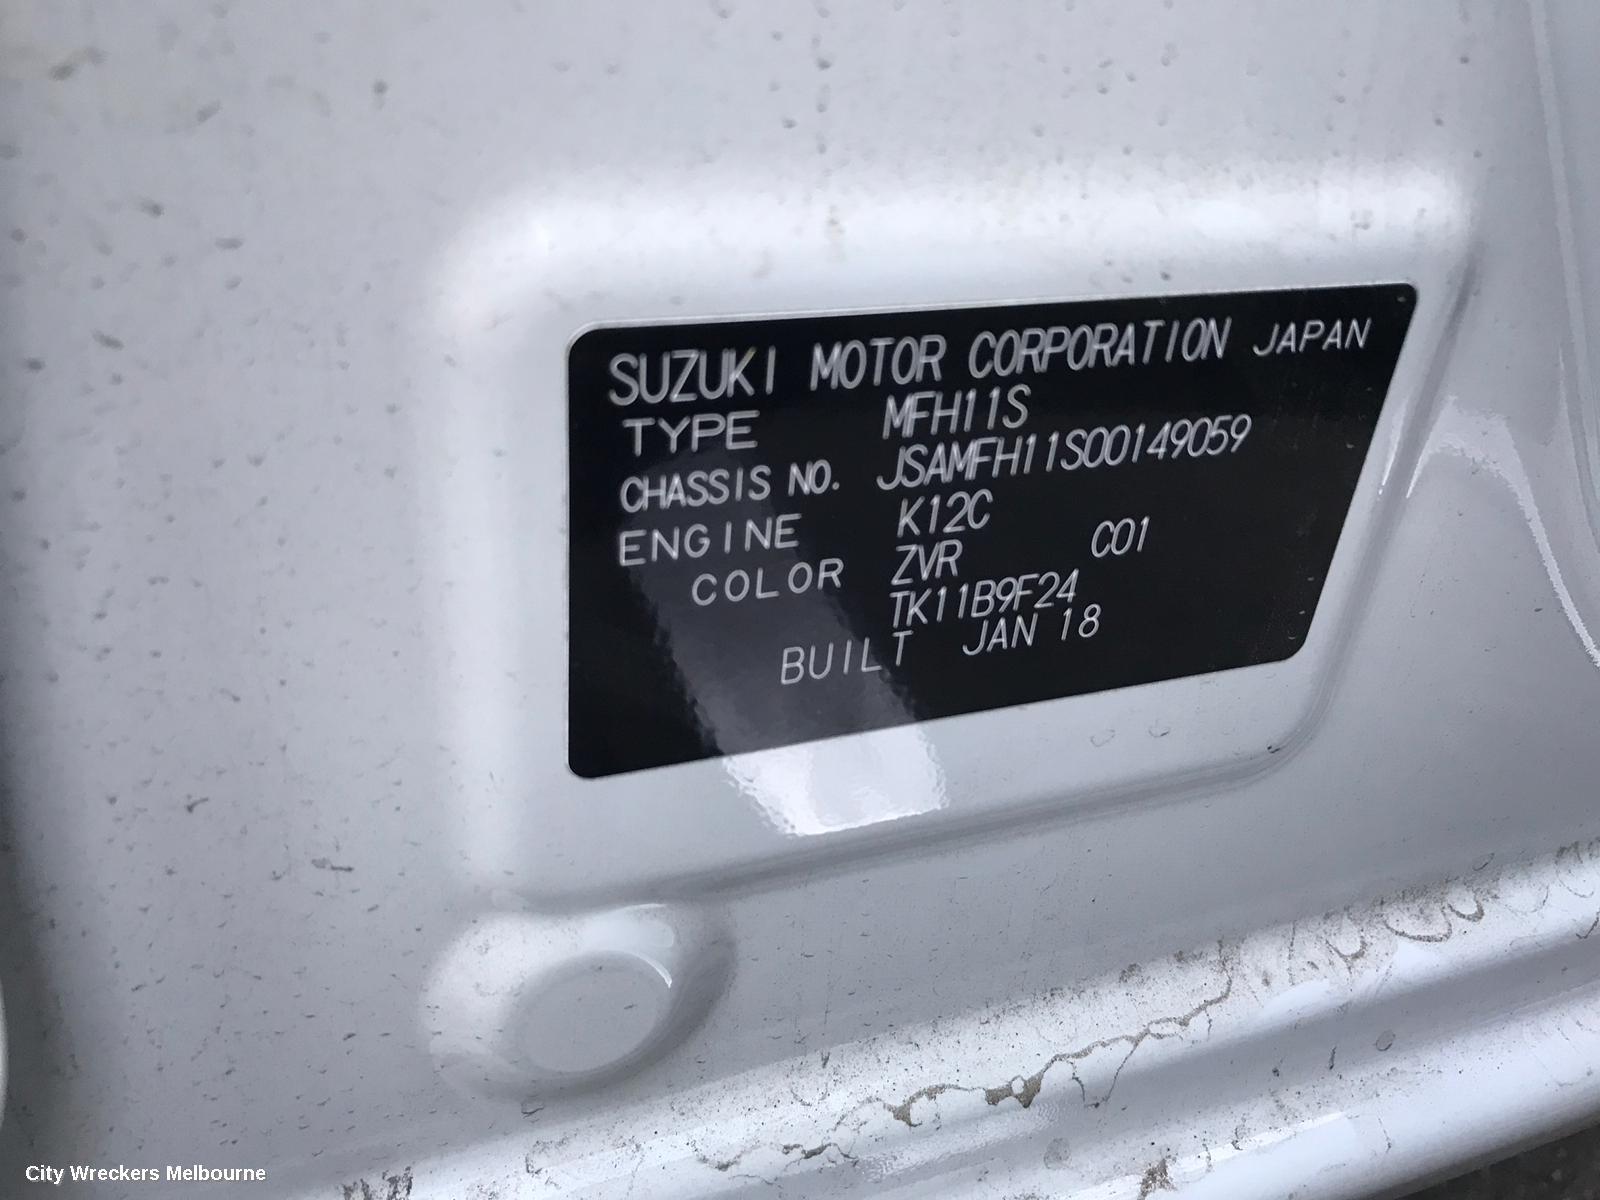 SUZUKI MOTOR CORPORATION JAPAN
TYPE MFH11S
CHASSIS NO. JSAMFH11S00149059
ENGINE K12C
COLOR ZVR C01
TK11B9F24
BUILT JAN 18
City Wreckers Melbourne